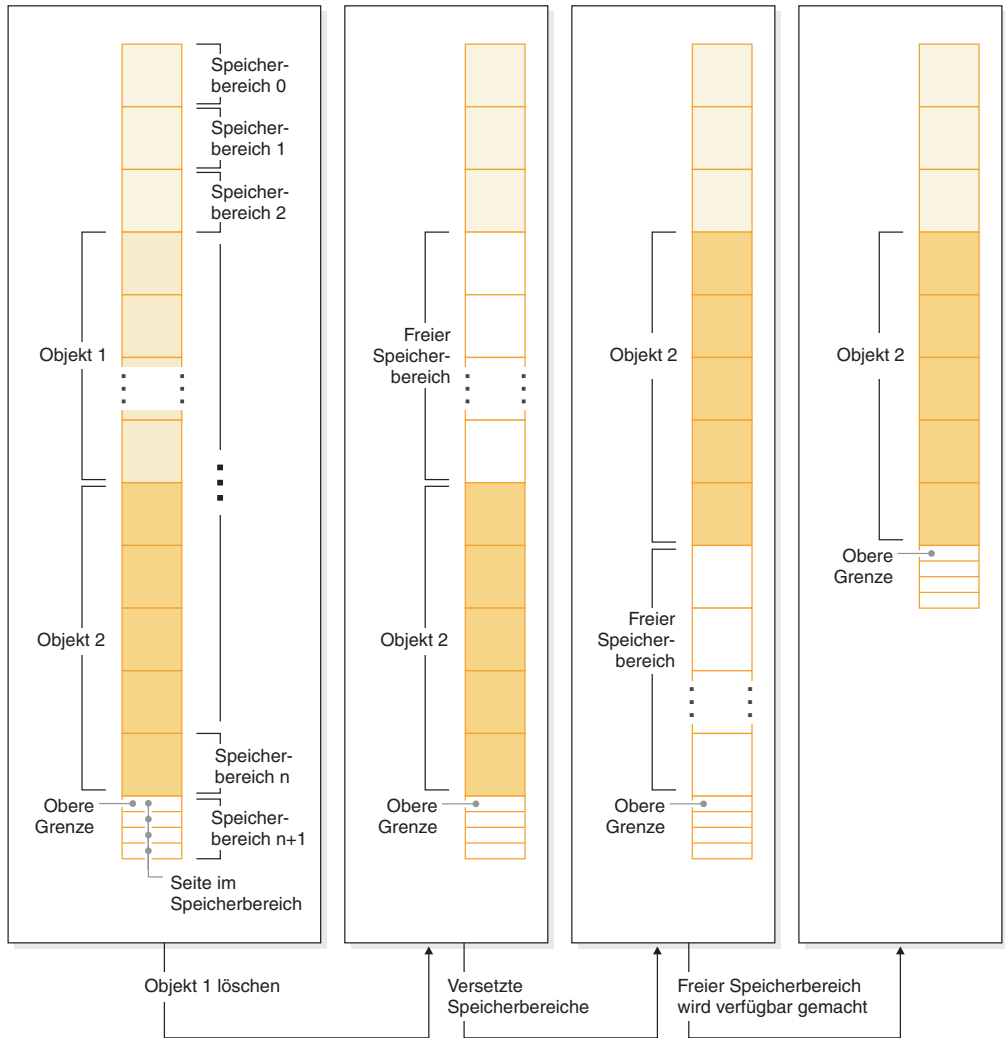 Speicher-
bereich 0
Speicher-
bereich 1
Speicher-
bereich 2
Objekt 1
Objekt 2
Speicher-
bereich n
Obere
Grenze
Speicher-
bereich n+1
Seite im
Speicherbereich
Freier
Speicher-
bereich
Objekt 2
Obere
Grenze
Objekt 2
Freier
Speicher-
bereich
Obere
Grenze
Objekt 2
Obere
Grenze
Objekt 1 löschen
Versetzte
Speicherbereiche
Freier Speicherbereich
wird verfügbar gemacht